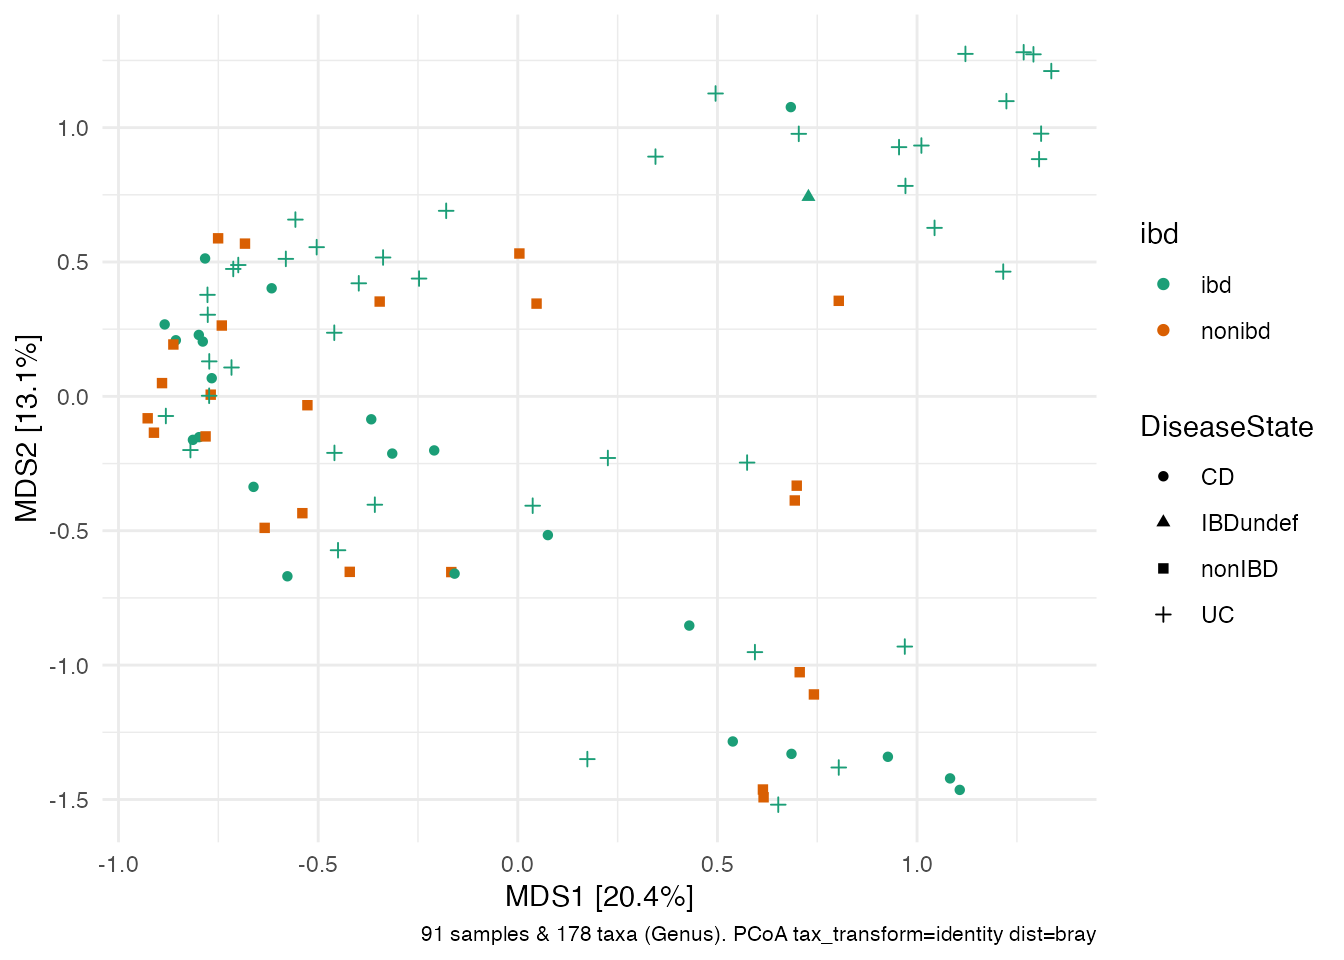 1.0
0.5
0.0
-0.5
-1.0
-1.5
MDS2 [13.1%]
-1.0
-0.5
0.0
0.5
1.0
MDS1 [20.4%]
91 samples & 178 taxa (Genus). PCoA tax_transform=identity dist=bray
ibd
ibd
nonibd
DiseaseState
CD
IBDundef
nonIBD
UC